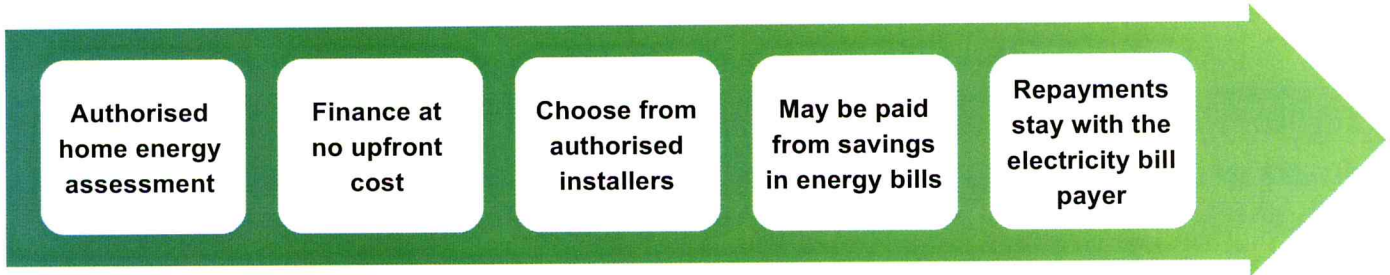 Authorised
home energy
assessment
Finance at
no upfront
cost
Choose from
authorised
installers
May be paid
from savings
in energy bills
Repayments
stay with the
electricity bill
payer